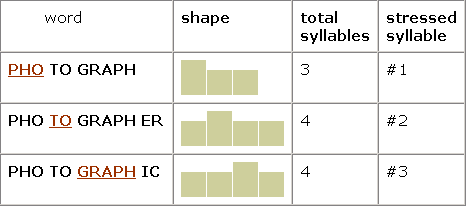 word shape total syllables stressed syllable
PHO TO GRAPH 3 #1
PHO TO GRAPH ER 4 #2
PHO TO GRAPH IC 4 #3